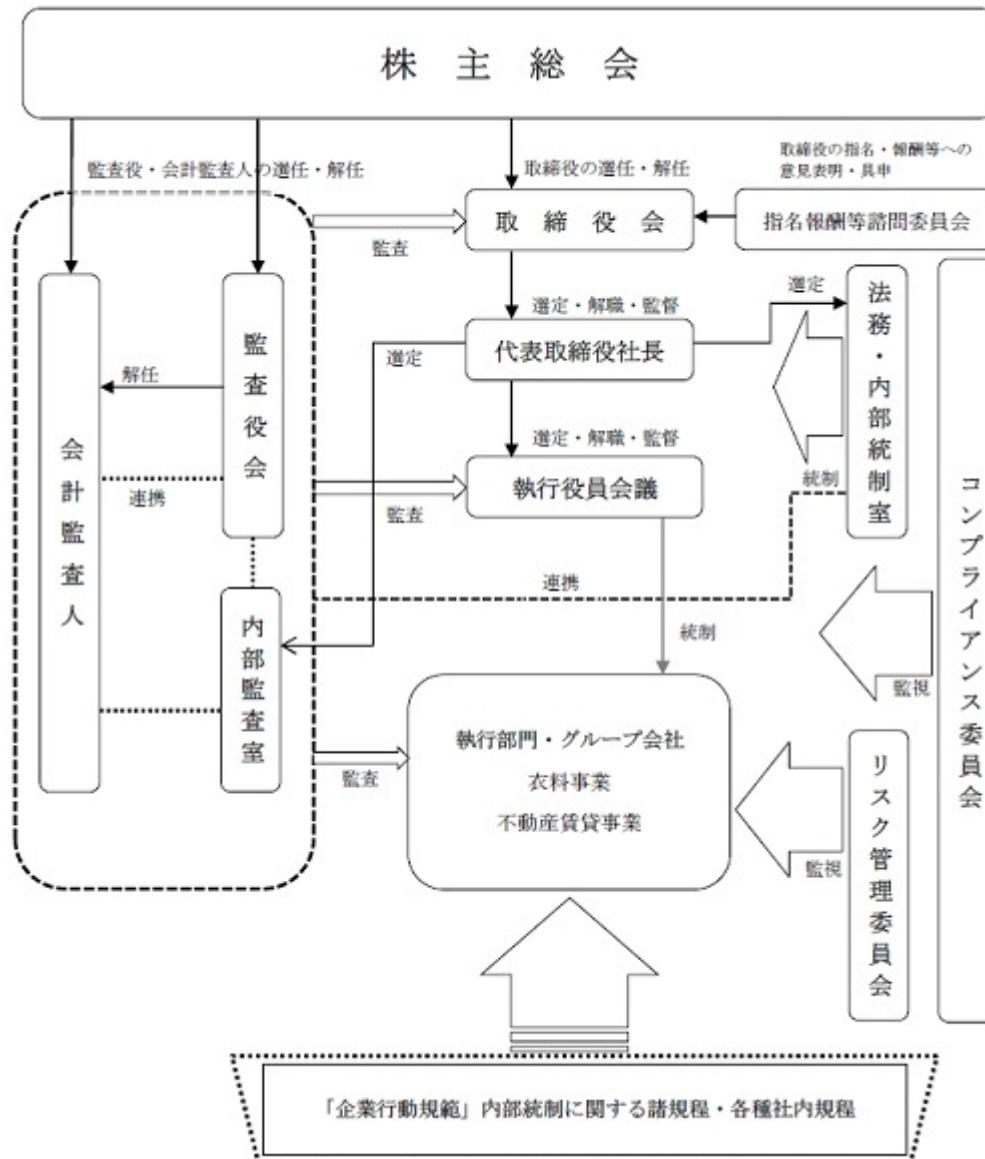 株主総会
監査役・会計監査人の選任・解任
取締役の選任・解任
取締役の指名・報酬等への
意見表明・具申
取締役会
指名報酬等諮問委員会
監査
選定・解職・監督
選定
法務・内部統制室
代表取締役社長
選定
監査役会
解任
会計監査人
連携
選定・解職・監督
執行役員会議
監査
統制
コンプライアンス委員会
連携
統制
内部監査室
監視
執行部門・グループ会社
衣料事業
不動産賃貸事業
監査
リスク管理委員会
監視
「企業行動規範」内部統制に関する諸規程・各種社内規程